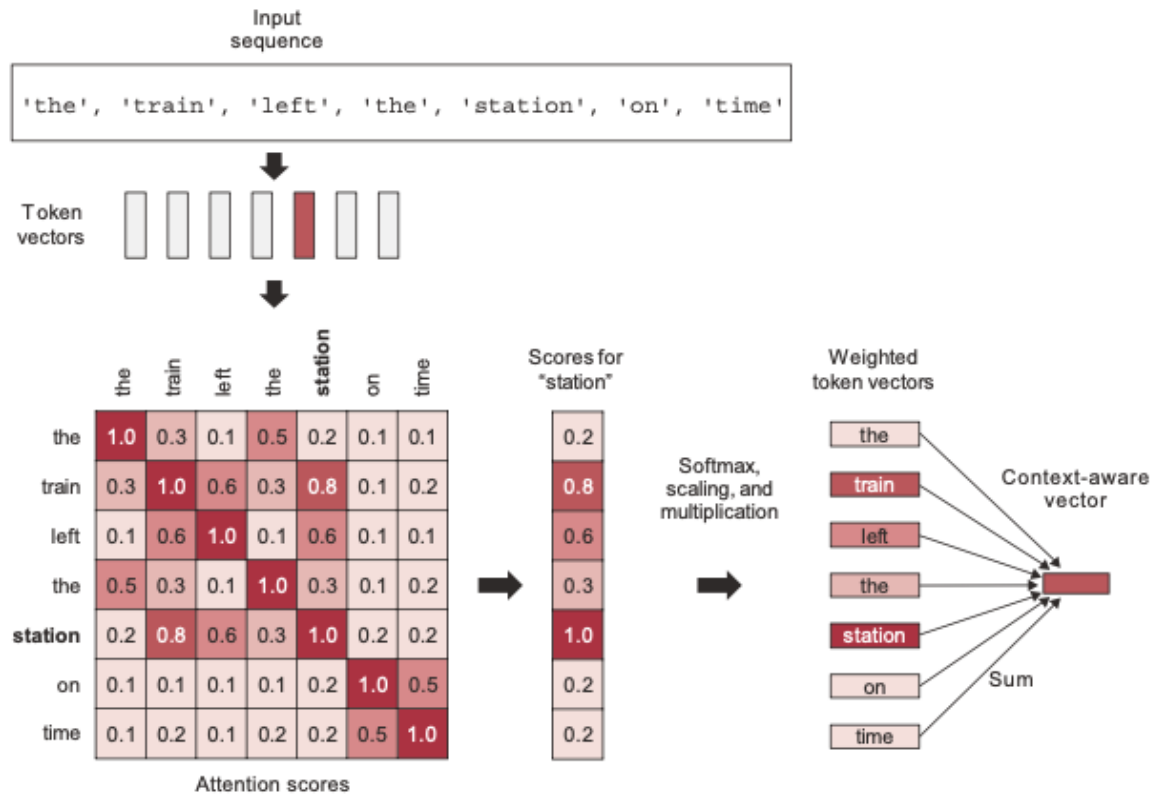 Input
sequence
'the', 'train', 'left', 'the', 'station', 'on', 'time'
Token
vectors
the train left the station on time
the 1.0 0.3 0.1 0.5 0.2 0.1 0.1
train 0.3 1.0 0.6 0.3 0.8 0.1 0.2
left 0.1 0.6 1.0 0.1 0.6 0.1 0.1
the 0.5 0.3 0.1 1.0 0.3 0.1 0.2
station 0.2 0.8 0.6 0.3 1.0 0.2 0.2
on 0.1 0.1 0.1 0.1 0.2 1.0 0.5
time 0.1 0.2 0.1 0.2 0.2 0.5 1.0
Attention scores
Scores for
“station”
0.2
0.8
0.6
0.3
1.0
0.2
0.2
Softmax,
scaling, and
multiplication
Weighted
token vectors
the
train
left
the
station
on
time
Sum
Context-aware
vector